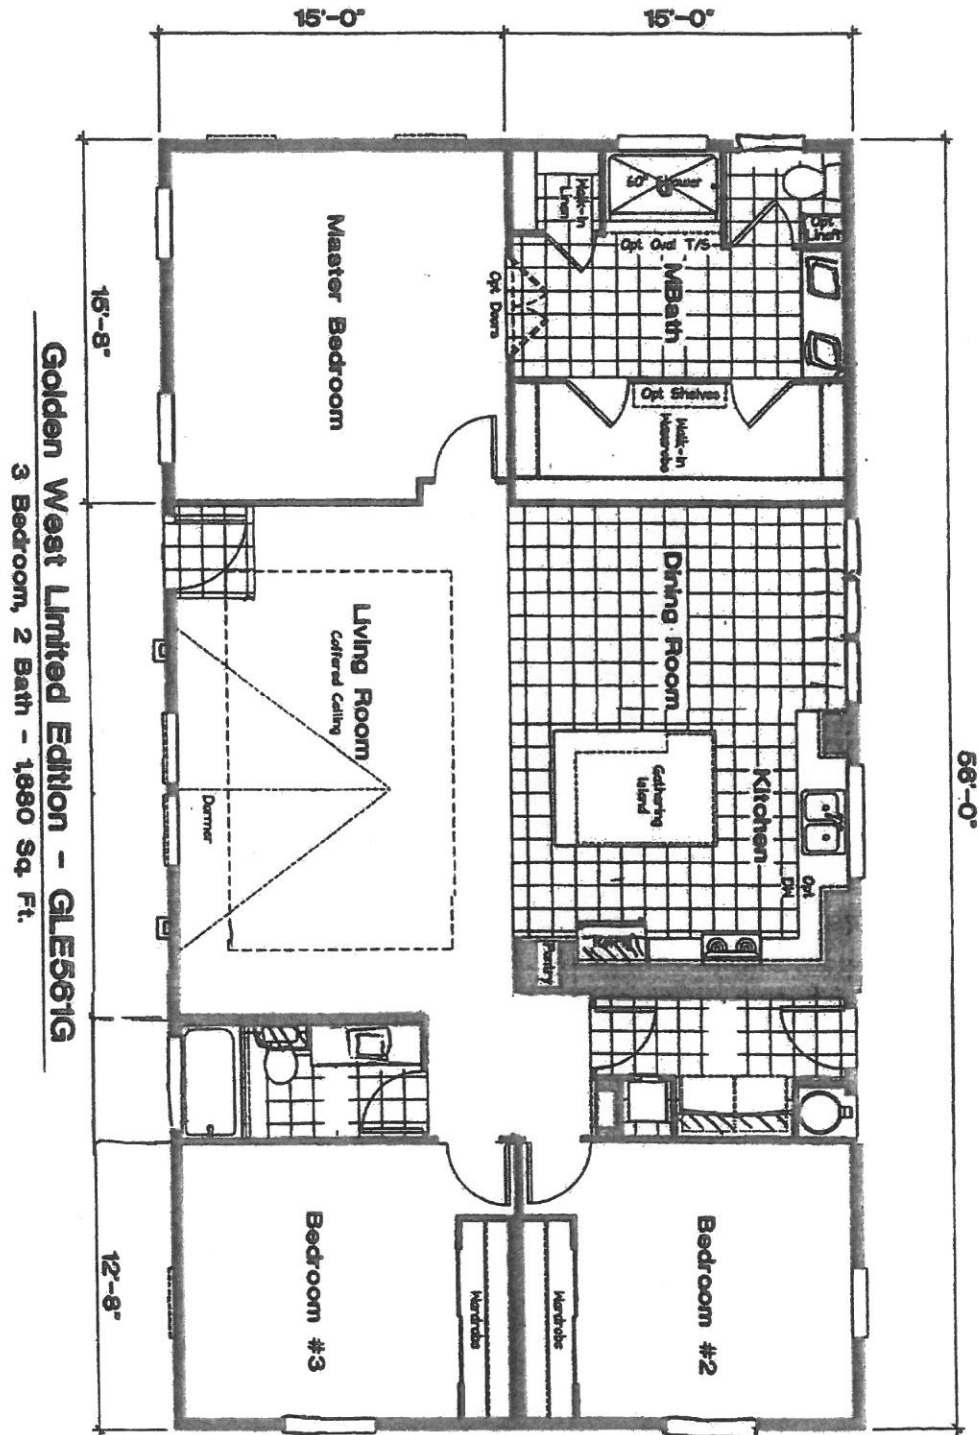 15'-0"
15'-0"
56'-0"
60" Shower
Walk-In
Linen
Opt
Linen
Opt Oval T/S
MBath
Opt Doors
Opt Shelves
Walk-In
Wardrobe
Master Bedroom
15'-8"
Dining Room
Kitchen
Gathering
Island
Opt
DW
Pantry
Living Room
Coffered Ceiling
Dormer
Bedroom #2
Wardrobe
Wardrobe
Bedroom #3
12'-8"
Golden West Limited Edition - GLE561G
3 Bedroom, 2 Bath - 1,680 Sq. Ft.